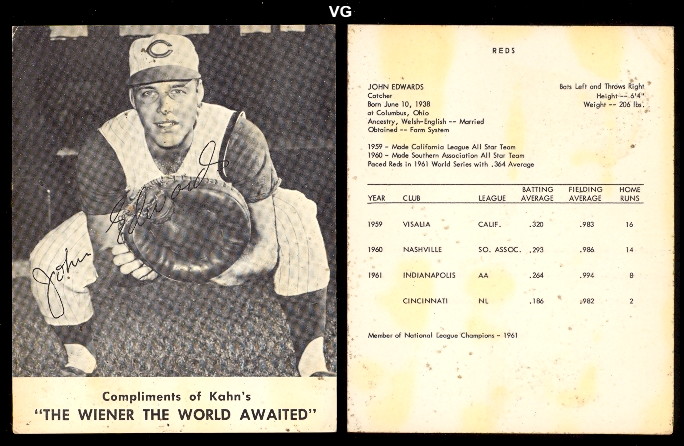 VG
C
John Edwards
Compliments of Kahn's
"THE WIENER THE WORLD AWAITED"
REDS
JOHN EDWARDS
Catcher
Born June 10, 1938
at Columbus, Ohio
Ancestry, Welsh-English -- Married
Obtained -- Farm System
Bats Left and Throws Right
Height -- 6'4"
Weight -- 206 lbs.
1959 - Made California League All Star Team
1960 - Made Southern Association All Star Team
Paced Reds in 1961 World Series with .364 Average
YEAR CLUB LEAGUE BATTING AVERAGE FIELDING AVERAGE HOME RUNS
1959 VISALIA CALIF. .320 .983 16
1960 NASHVILLE SO. ASSOC. .293 .986 14
1961 INDIANAPOLIS AA .264 .994 8
CINCINNATI NL .186 .982 2
Member of National League Champions - 1961